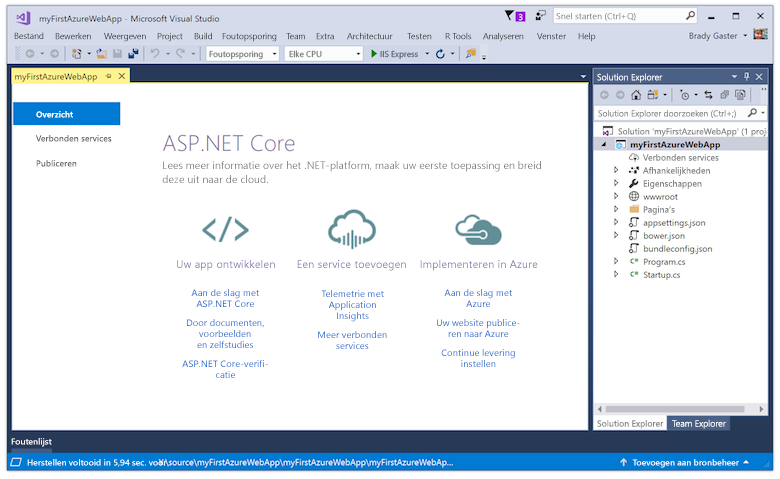 myFirstAzureWebApp - Microsoft Visual Studio
3
Snel starten (Ctrl+Q)
Bestand Bewerken Weergeven Project Build Foutopsporing Team Extra Architectuur Testen R Tools Analyseren Venster Help Brady Gaster
Foutopsporing Elke CPU IIS Express
myFirstAzureWebApp
Overzicht
Verbonden services
Publiceren
ASP.NET Core
Lees meer informatie over het .NET-platform, maak uw eerste toepassing en breid
deze uit naar de cloud.
Uw app ontwikkelen
Aan de slag met
ASP.NET Core
Door documenten,
voorbeelden
en zelfstudies
ASP.NET Core-verifi-
catie
Een service toevoegen
Telemetrie met
Application
Insights
Meer verbonden
services
Implementeren in Azure
Aan de slag met
Azure
Uw website publice-
ren naar Azure
Continue levering
instellen
Solution Explorer
Solution Explorer doorzoeken (Ctrl+;)
Solution 'myFirstAzureWebApp' (1 proj
myFirstAzureWebApp
Verbonden services
Afhankelijkheden
Eigenschappen
wwwroot
Pagina's
appsettings.json
bower.json
bundleconfig.json
C# Program.cs
C# Startup.cs
Solution Explorer Team Explorer
Foutenlijst
Herstellen voltooid in 5,94 sec. voor \source\myFirstAzureWebApp\myFirstAzureWebApp\myFirstAzureWebAp...
Toevoegen aan bronbeheer